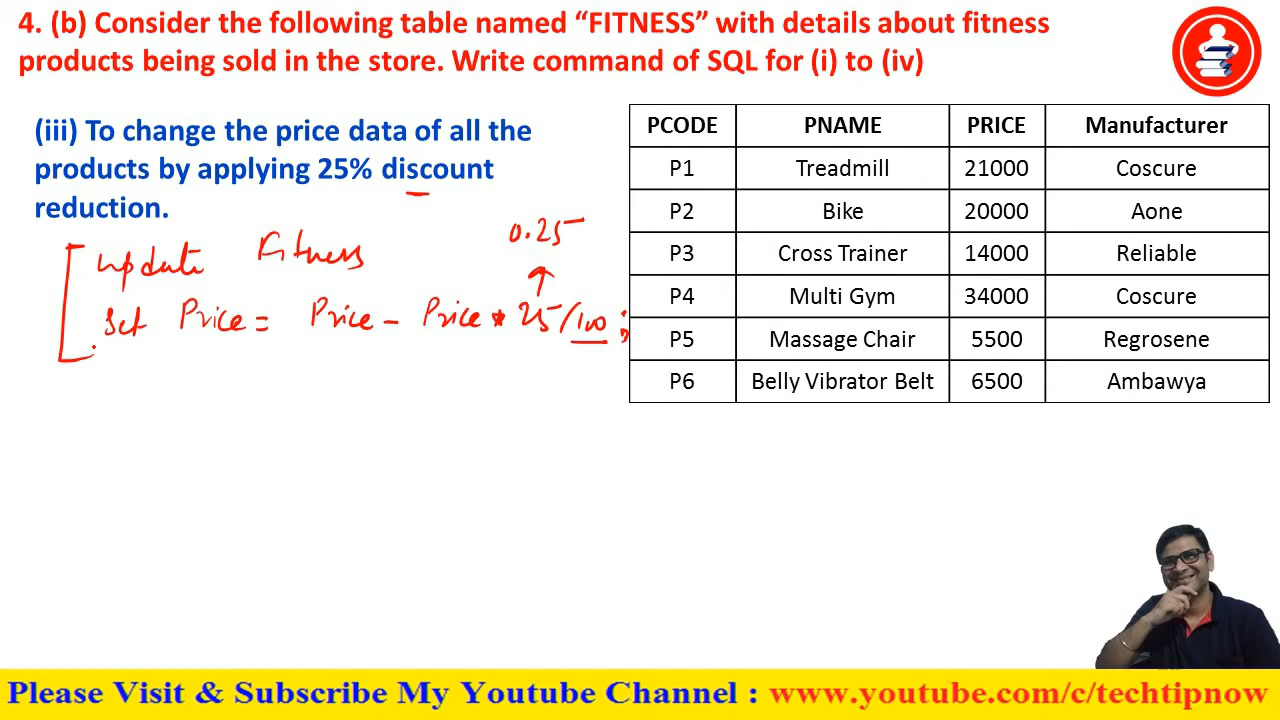 4. (b) Consider the following table named “FITNESS” with details about fitness
products being sold in the store. Write command of SQL for (i) to (iv)
(iii) To change the price data of all the
products by applying 25% discount
reduction.
0.25
update Fitness
Set Price = Price - Price * 25/100 ;
PCODE PNAME PRICE Manufacturer
P1 Treadmill 21000 Coscure
P2 Bike 20000 Aone
P3 Cross Trainer 14000 Reliable
P4 Multi Gym 34000 Coscure
P5 Massage Chair 5500 Regrosene
P6 Belly Vibrator Belt 6500 Ambawya
Please Visit & Subscribe My Youtube Channel : www.youtube.com/c/techtipnow